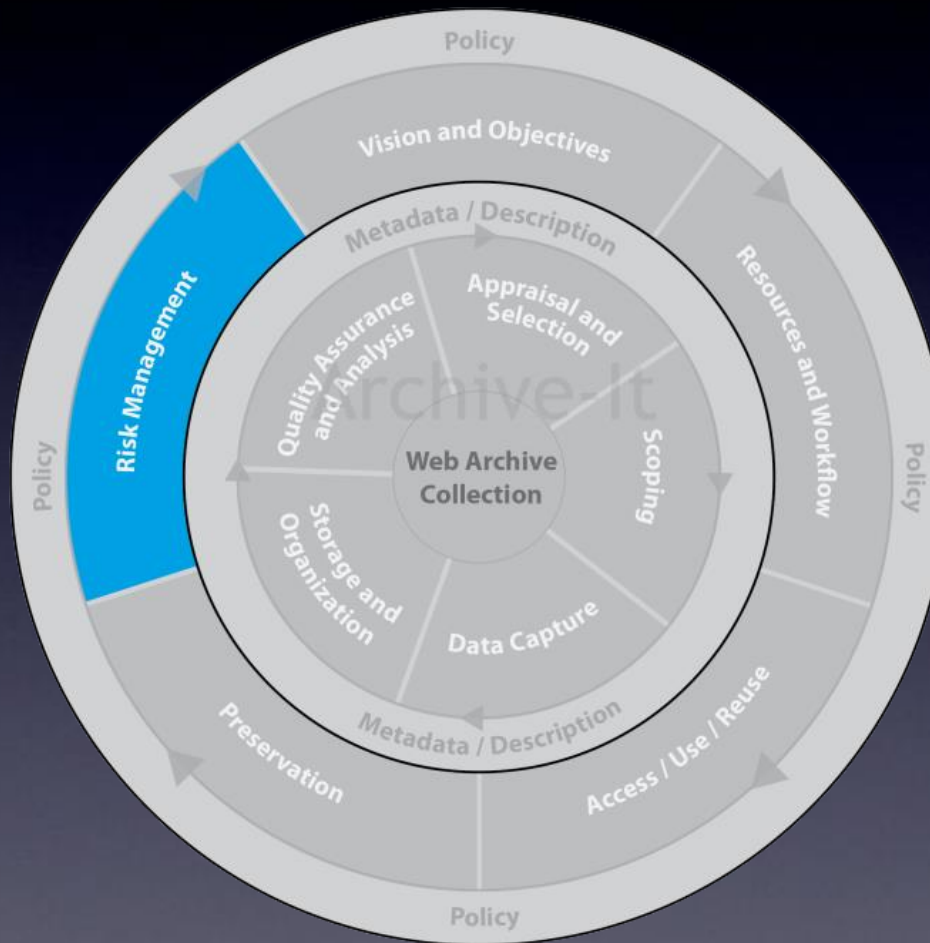 Policy
Vision and Objectives
Metadata / Description
Appraisal and
Selection
Quality Assurance
and Analysis
Resources and Workflow
Risk Management
Archive-It
Web Archive
Collection
Scoping
Policy
Policy
Storage and
Organization
Data Capture
Metadata / Description
Preservation
Access / Use / Reuse
Policy